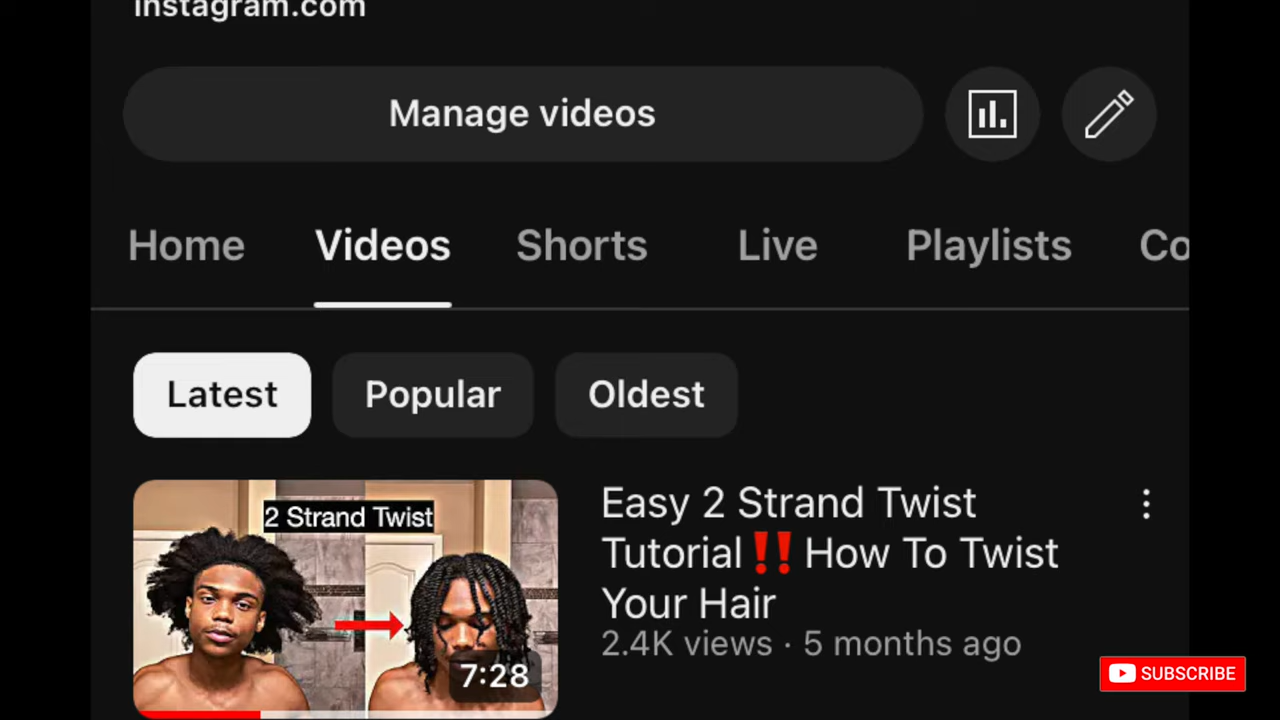 instagram.com
Manage videos
Home Videos Shorts Live Playlists Co
Latest Popular Oldest
2 Strand Twist
7:28
Easy 2 Strand Twist
Tutorial‼️How To Twist
Your Hair
2.4K views · 5 months ago
SUBSCRIBE